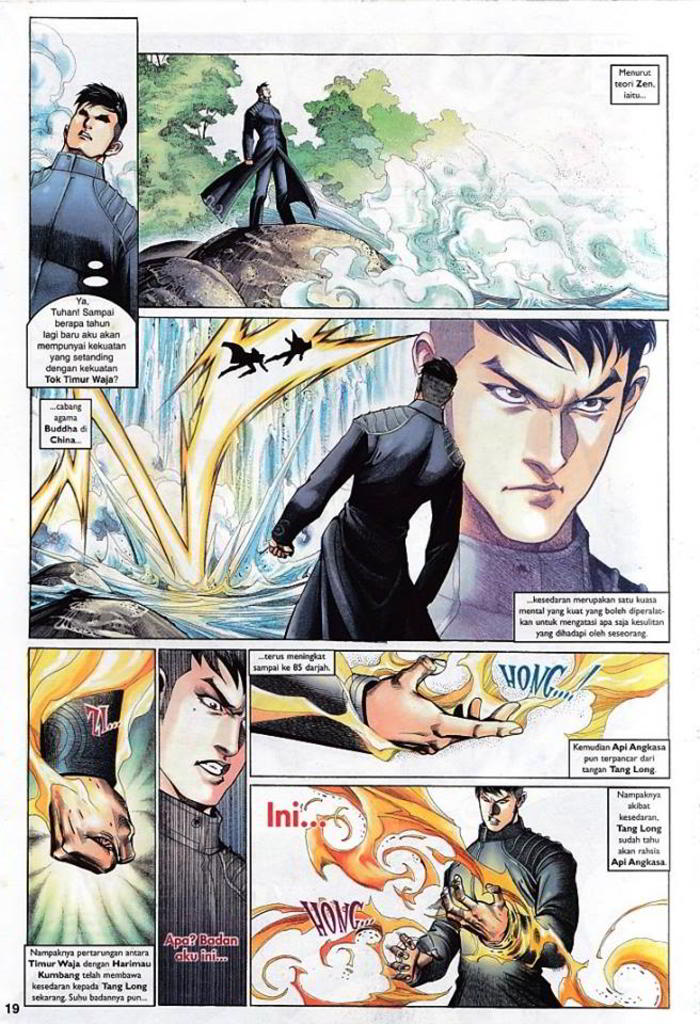 Menurut
teori Zen,
iaitu...
Ya,
Tuhan! Sampai
berapa tahun
lagi baru aku akan
mempunyai kekuatan
yang setanding
dengan kekuatan
Tok Timur Waja?
...cabang
agama
Buddha di
China...
...kesedaran merupakan satu kuasa
mental yang kuat yang boleh diperalat-
kan untuk mengatasi apa saja kesulitan
yang dihadapi oleh seseorang.
ZI...
Nampaknya pertarungan antara
Timur Waja dengan Harimau
Kumbang telah membawa
kesedaran kepada Tang Long
sekarang. Suhu badannya pun...
Apa? Badan
aku ini...
...terus meningkat
sampai ke 85 darjah.
HONG...!
Kemudian Api Angkasa
pun terpancar dari
tangan Tang Long.
Ini...
HONG...
Nampaknya
akibat
kesedaran,
Tang Long
sudah tahu
akan rahsia
Api Angkasa.
19